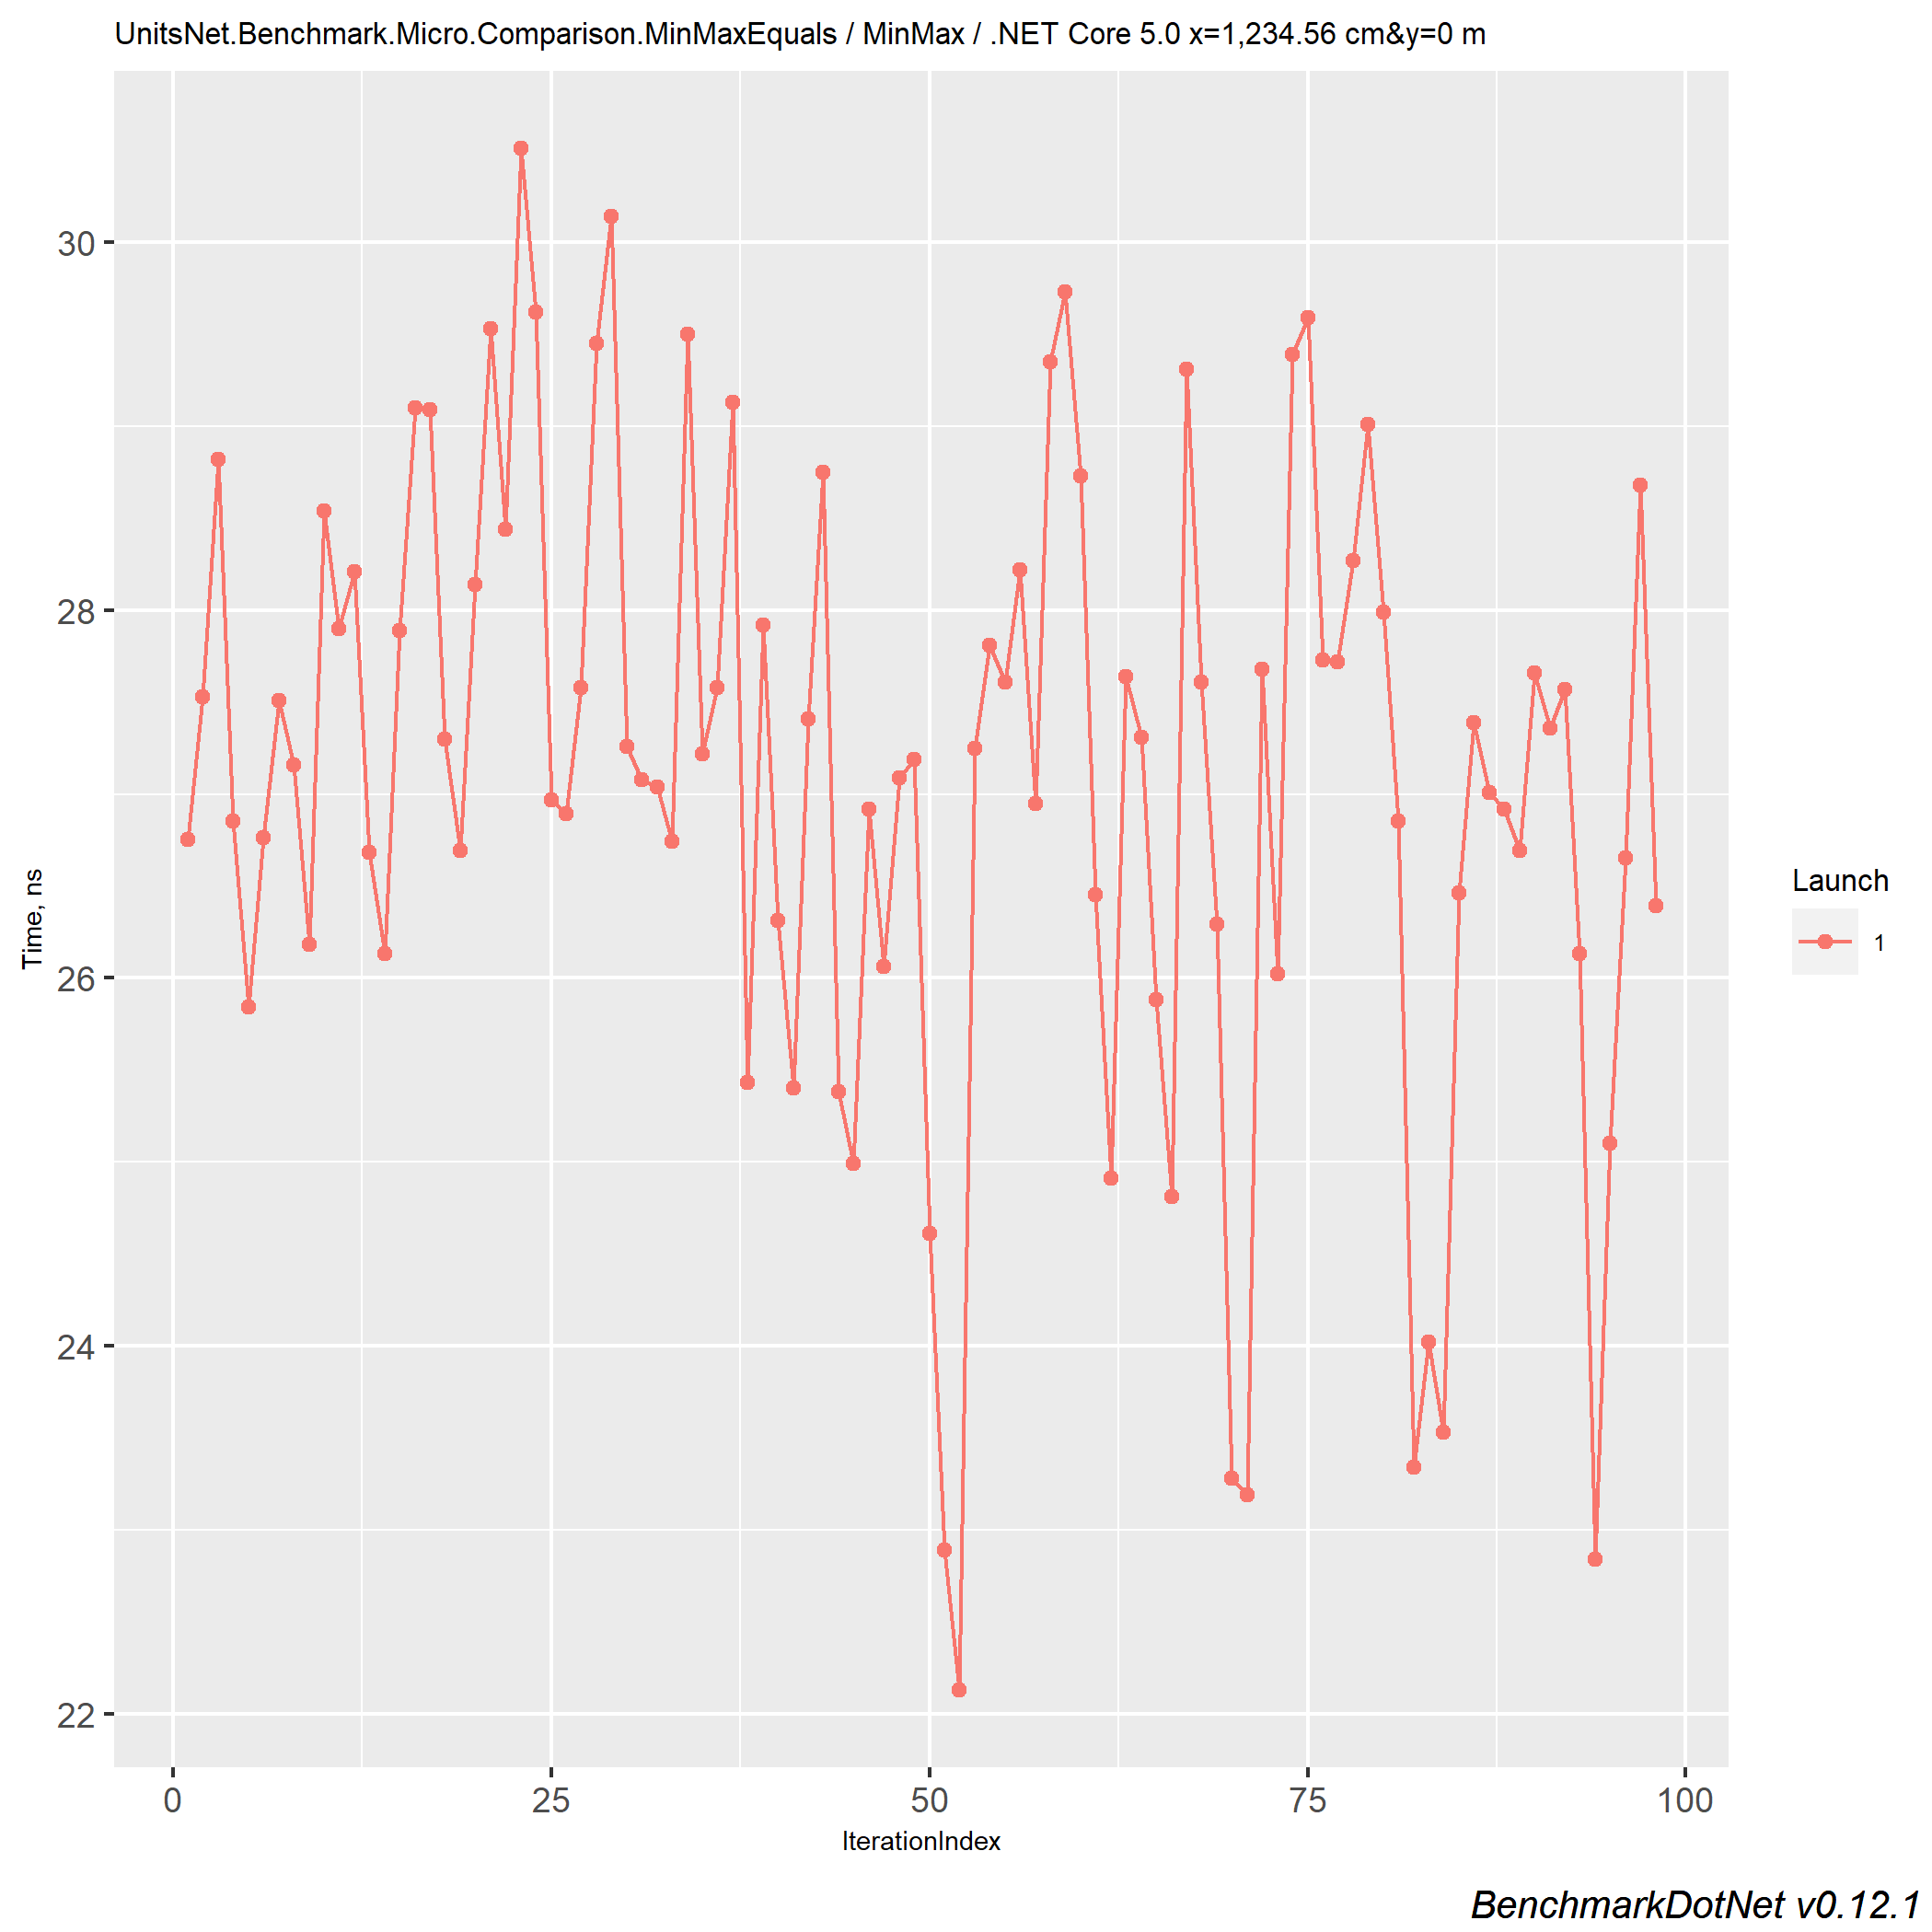 UnitsNet.Benchmark.Micro.Comparison.MinMaxEquals / MinMax / .NET Core 5.0 x=1,234.56 cm&y=0 m
30
28
26
24
22
Time, ns
0 25 50 75 100
IterationIndex
Launch
1
BenchmarkDotNet v0.12.1